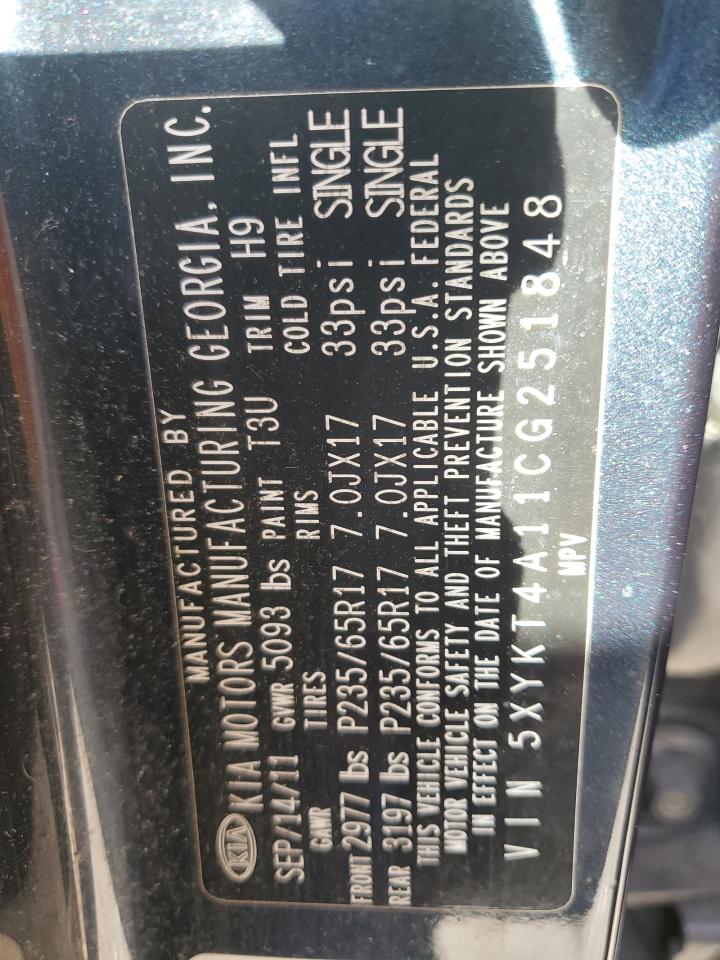 MANUFACTURED BY
KIA KIA MOTORS MANUFACTURING GEORGIA, INC.
SEP/14/11 GVWR 5093 lbs PAINT T3U TRIM H9
GAWR TIRES RIMS COLD TIRE INFL
FRONT 2977 lbs P235/65R17 7.0JX17 33psi SINGLE
REAR 3197 lbs P235/65R17 7.0JX17 33psi SINGLE
THIS VEHICLE CONFORMS TO ALL APPLICABLE U.S.A. FEDERAL
MOTOR VEHICLE SAFETY AND THEFT PREVENTION STANDARDS
IN EFFECT ON THE DATE OF MANUFACTURE SHOWN ABOVE
VIN 5XYKT4A11CG251848
MPV